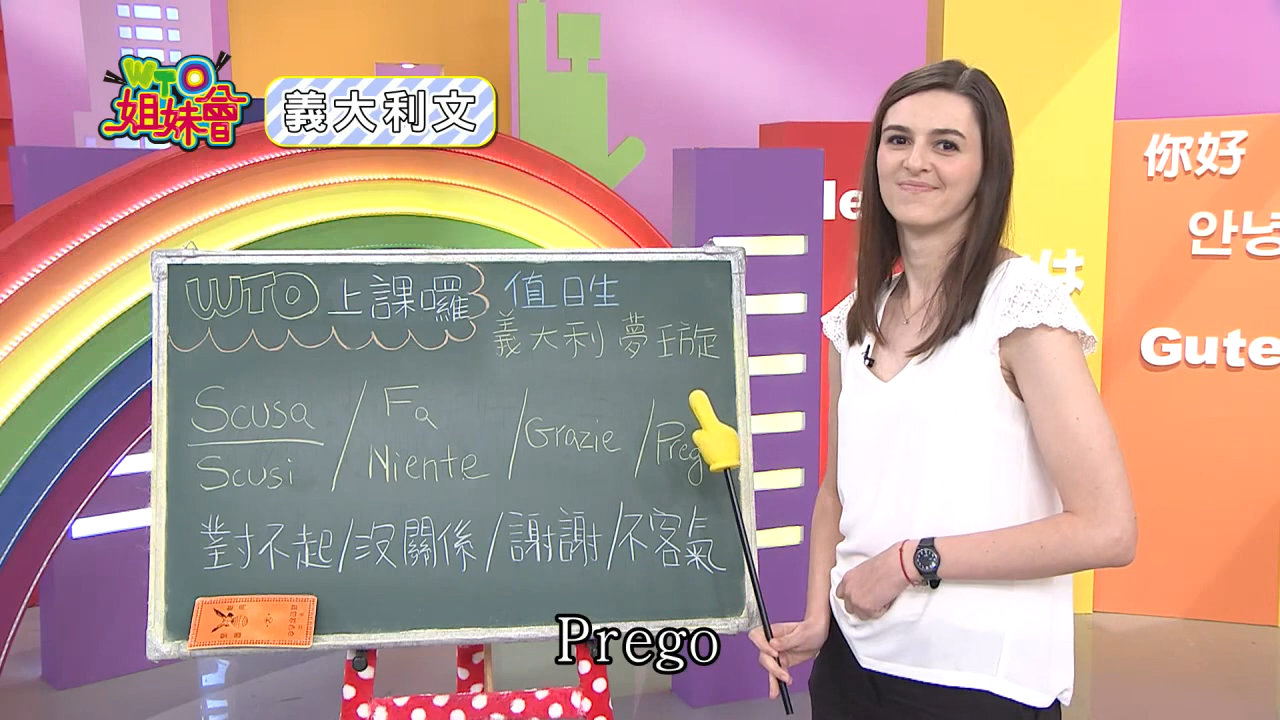 WTO
姐妹會
義大利文
你好
안녕
Gute
WTO 上課囉 值日生
義大利 夢璇
Scusa / Fa Niente / Grazie / Preg
Scusi
對不起/沒關係/謝謝/不客氣
Prego